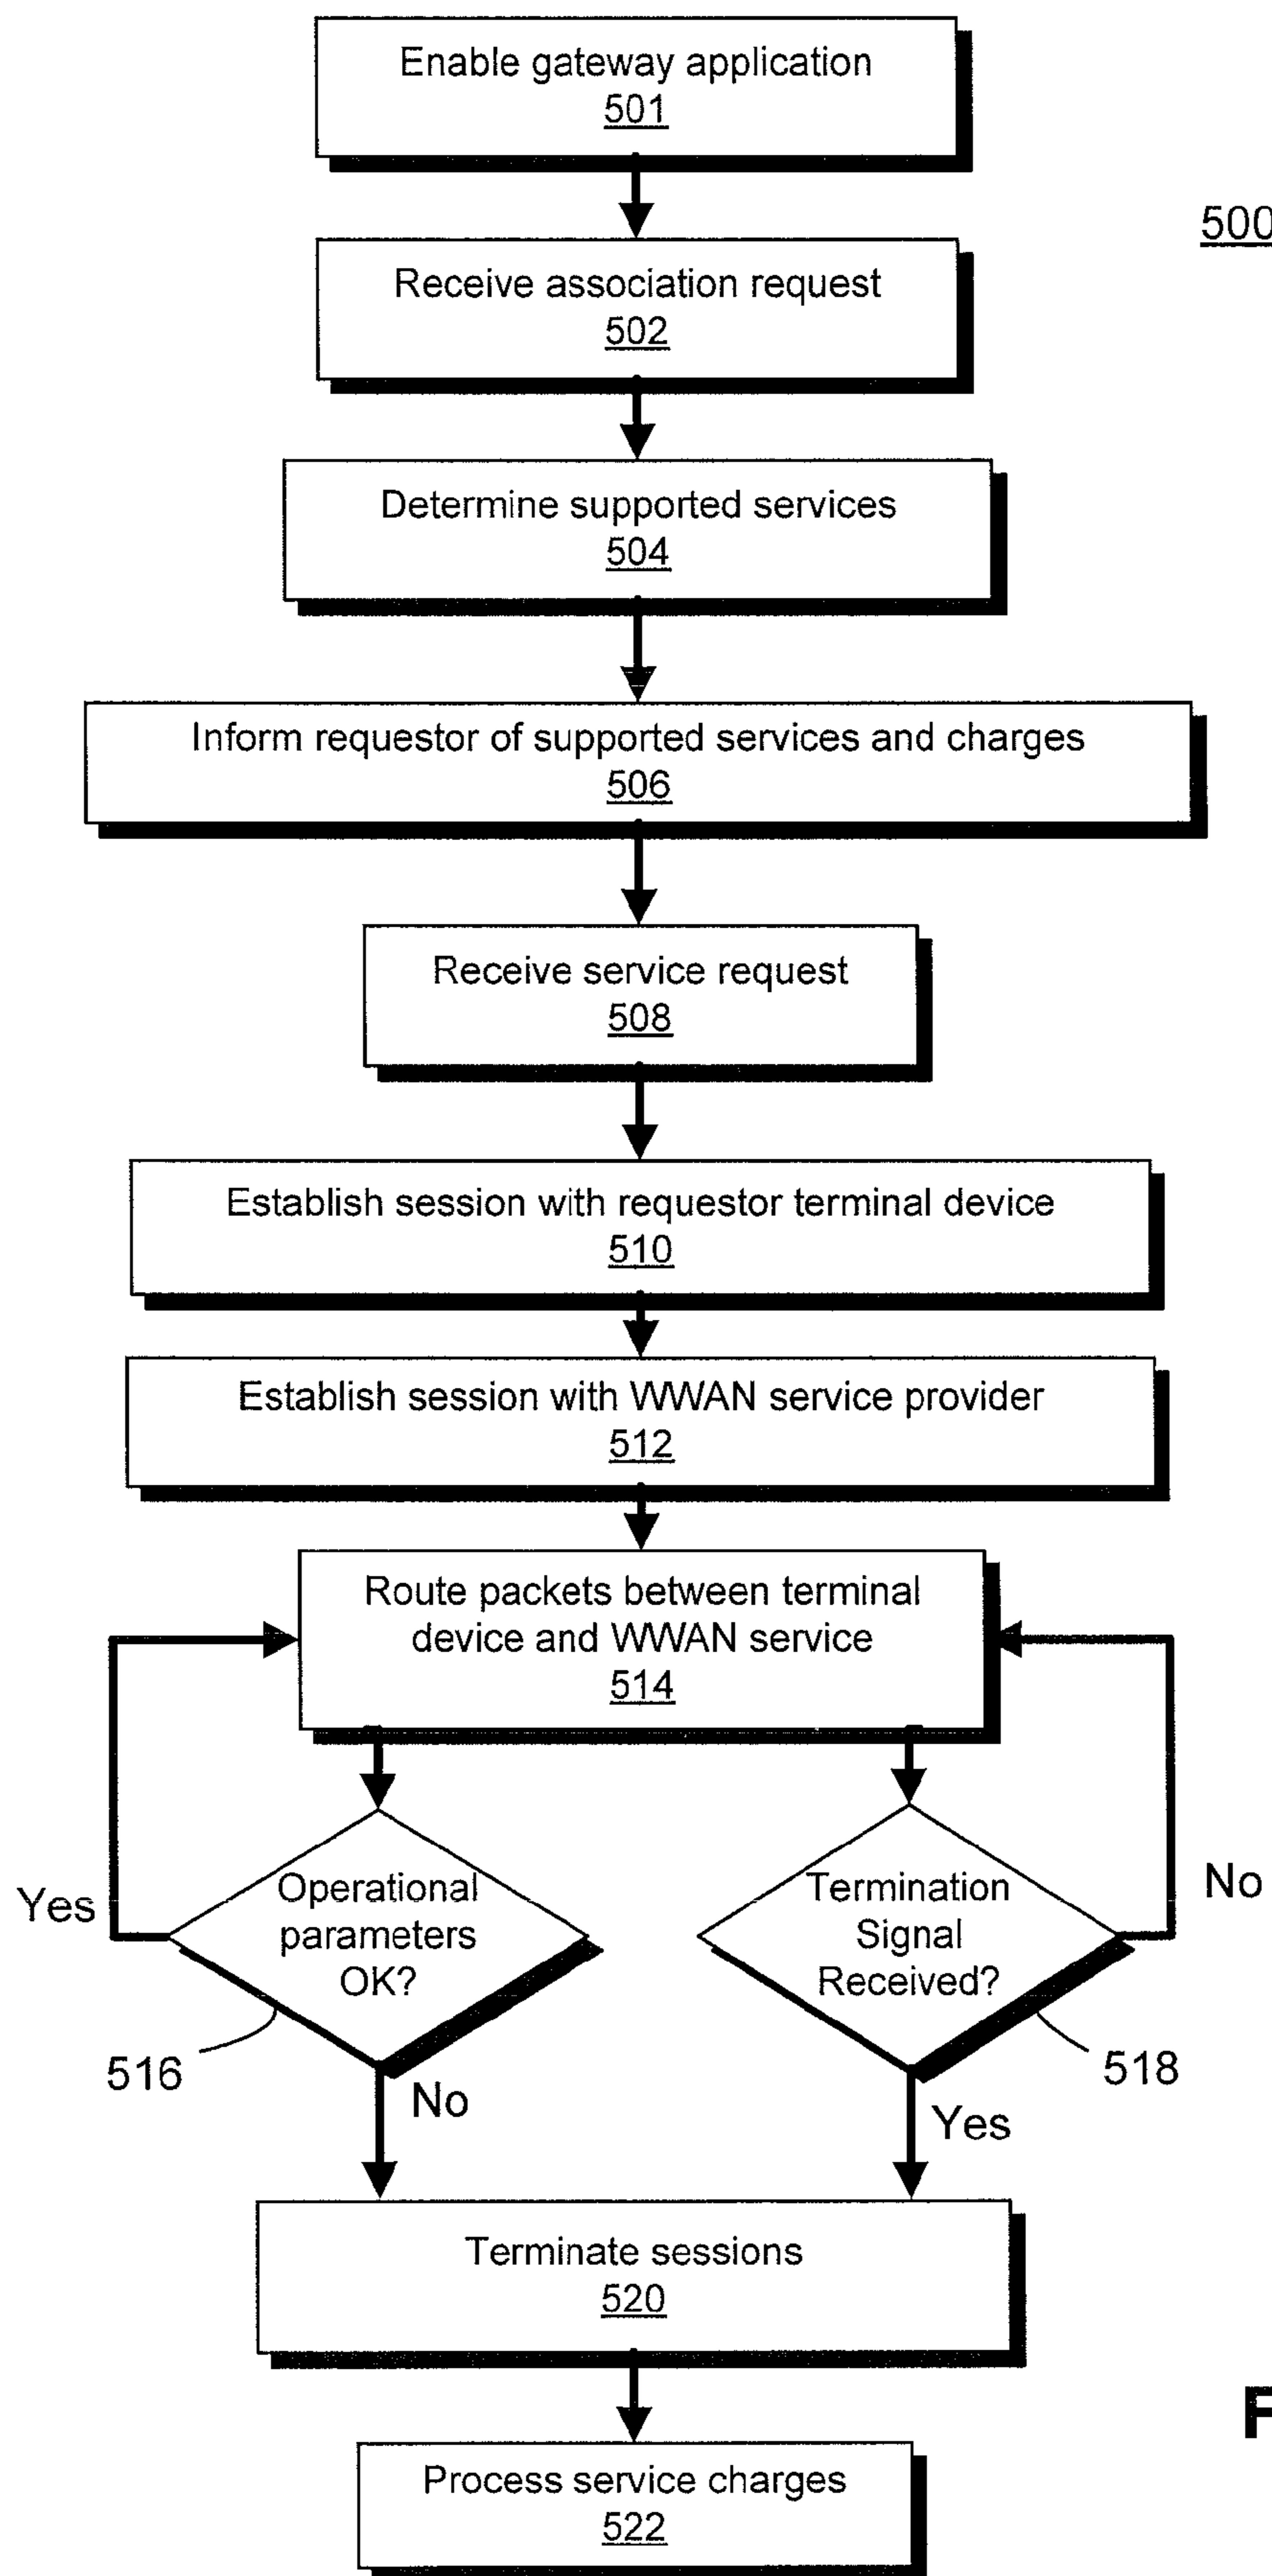 Enable gateway application
501
500
Receive association request
502
Determine supported services
504
Inform requestor of supported services and charges
506
Receive service request
508
Establish session with requestor terminal device
510
Establish session with WWAN service provider
512
Route packets between terminal
device and WWAN service
514
Yes
Operational
parameters
OK?
516
No
Termination
Signal
Received?
No
518
Yes
Terminate sessions
520
F
Process service charges
522